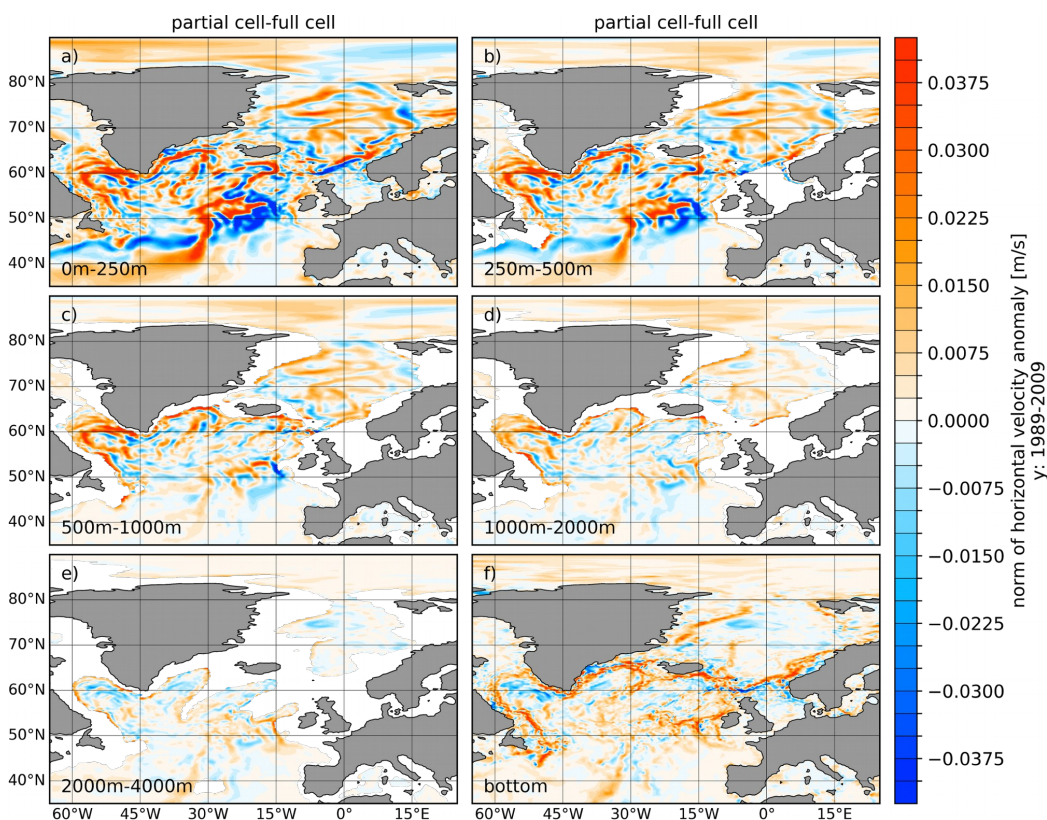 partial cell-full cell partial cell-full cell
a) b)
80°N
70°N
60°N
50°N
40°N
0m-250m 250m-500m
c) d)
80°N
70°N
60°N
50°N
40°N
500m-1000m 1000m-2000m
e) f)
80°N
70°N
60°N
50°N
40°N
2000m-4000m bottom
60°W 45°W 30°W 15°W 0° 15°E 60°W 45°W 30°W 15°W 0° 15°E
0.0375
0.0300
0.0225
0.0150
0.0075
0.0000
−0.0075
−0.0150
−0.0225
−0.0300
−0.0375
norm of horizontal velocity anomaly [m/s]
y: 1989-2009